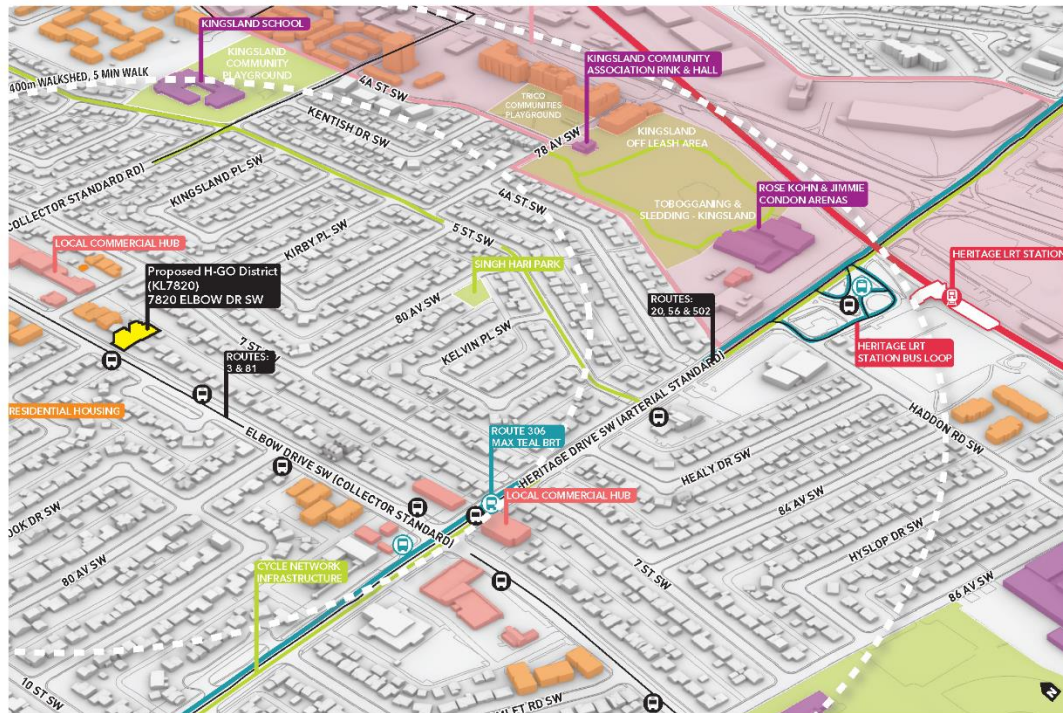 KINGSLAND SCHOOL
KINGSLAND
COMMUNITY
PLAYGROUND
400m WALKSHED, 5 MIN WALK
4A ST SW
KINGSLAND COMMUNITY
ASSOCIATION RINK & HALL
TRICO
COMMUNITIES
PLAYGROUND
KENTISH DR SW
78 AV SW
KINGSLAND
OFF LEASH AREA
COLLECTOR STANDARD RD)
KINGSLAND PL SW
4A ST SW
ROSE KOHN & JIMMIE
CONDON ARENAS
TOBOGGANING &
SLEDDING - KINGSLAND
KIRBY PL SW
5 ST SW
LOCAL COMMERCIAL HUB
HERITAGE LRT STATION
Proposed H-GO District
(KL7820)
7820 ELBOW DR SW
SINGH HARI PARK
80 AV SW
ROUTES:
20, 56 & 502
7 ST SW
KELVIN PL SW
HERITAGE LRT
STATION BUS LOOP
ROUTES:
3 & 81
HERITAGE DRIVE SW (ARTERIAL STANDARD)
RESIDENTIAL HOUSING
HADDON RD SW
ELBOW DRIVE SW (COLLECTOR STANDARD)
ROUTE 306
MAX TEAL BRT
HEALY DR SW
LOCAL COMMERCIAL HUB
84 AV SW
OOK DR SW
HYSLOP DR SW
80 AV SW
CYCLE NETWORK
INFRASTRUCTURE
7 ST SW
86 AV SW
10 ST SW
MLET RD SW
N